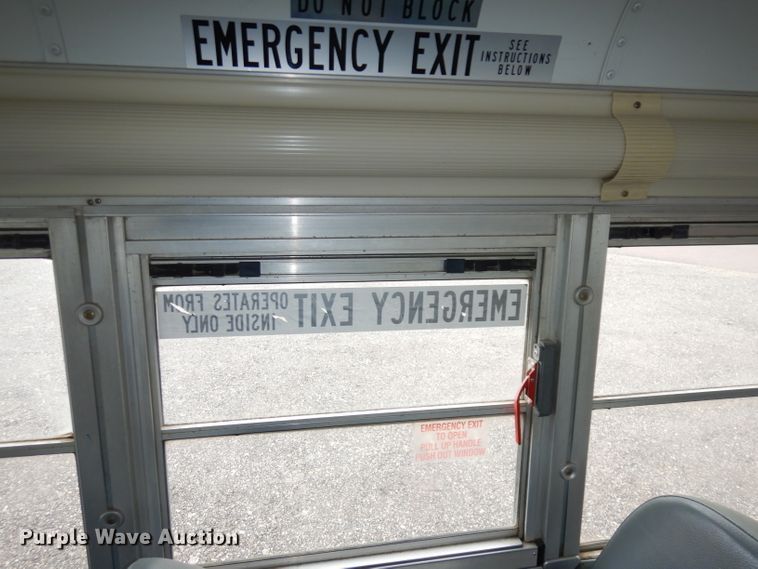 DO NOT BLOCK
EMERGENCY EXIT SEE INSTRUCTIONS BELOW
EMERGENCY EXIT OPERATES FROM INSIDE ONLY
EMERGENCY EXIT
TO OPEN
PULL UP HANDLE
PUSH OUT WINDOW
Purple Wave Auction